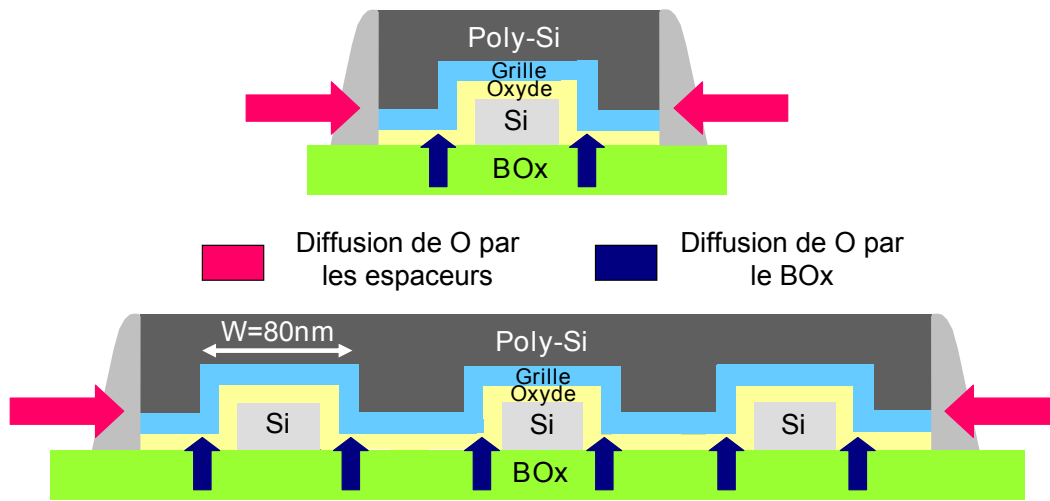 Poly-Si
Grille
Oxyde
Si
BOx
Diffusion de O par
les espaceurs
Diffusion de O par
le BOx
W=80nm
Poly-Si
Grille
Oxyde
Si
Si
Si
BOx